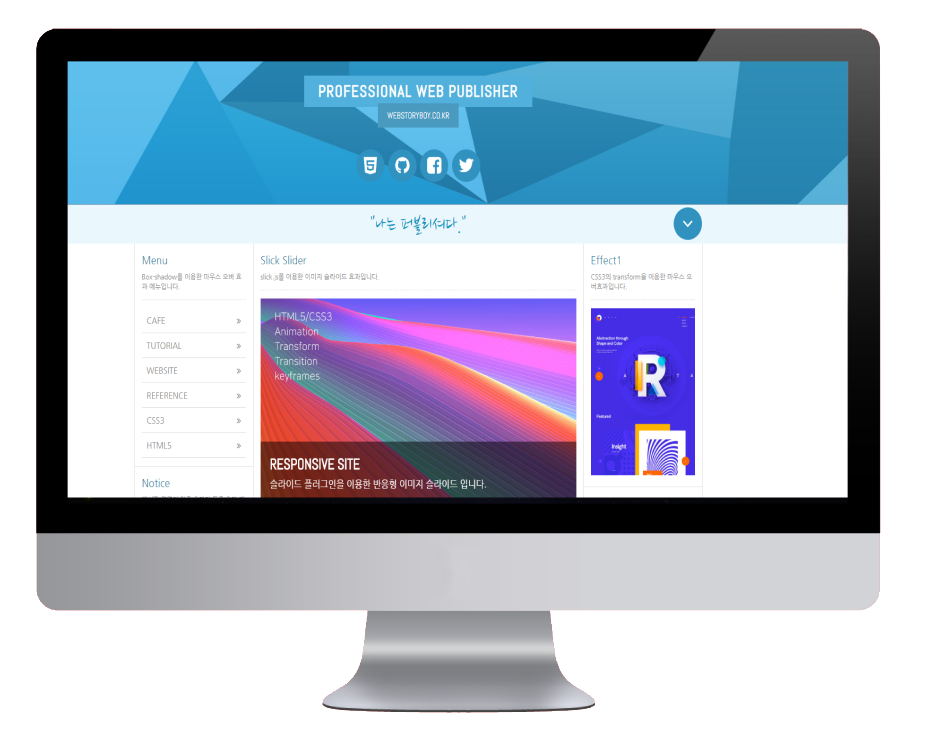 PROFESSIONAL WEB PUBLISHER
WEBSTORYBOY.CO.KR
"나는 퍼블리셔다."
Menu
Box-shadow를 이용한 마우스 오버 효
과 메뉴입니다.
CAFE
TUTORIAL
WEBSITE
REFERENCE
CSS3
HTML5
Notice
Slick Slider
slick.js를 이용한 이미지 슬라이드 효과입니다.
HTML5/CSS3
Animation
Transform
Transition
keyframes
RESPONSIVE SITE
슬라이드 플러그인을 이용한 반응형 이미지 슬라이드 입니다.
Effect1
CSS3의 transform을 이용한 마우스 오
버효과입니다.
Abstraction through
Shape and Color
R
Featured
Insight